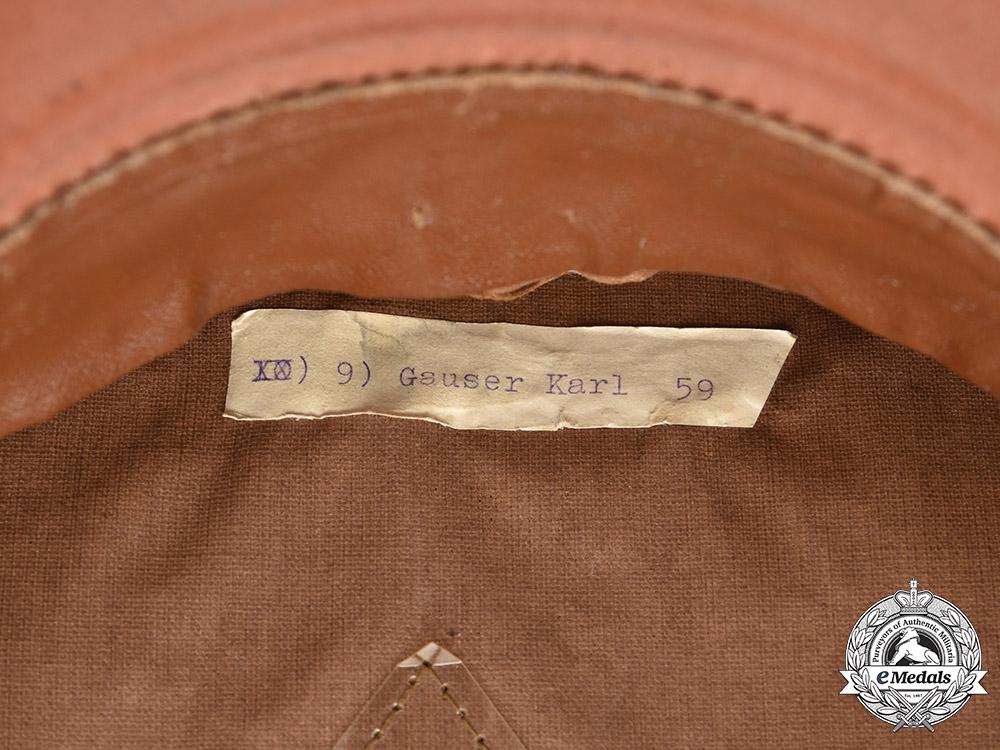 9) Gauser Karl 59
Purveyors of Authentic Militaria
eMedals